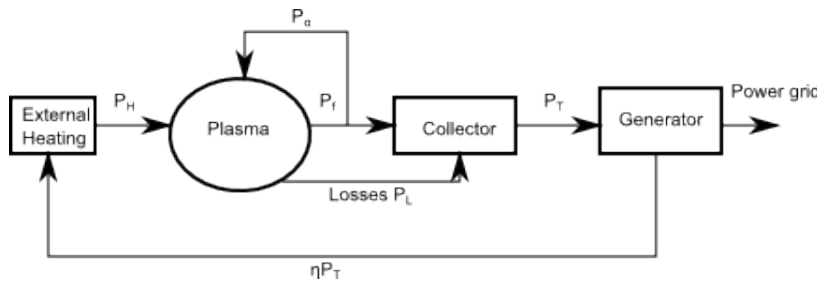 Pα
External
Heating
PH
Plasma
Pf
Collector
PT
Generator
Power grid
Losses PL
ηPT